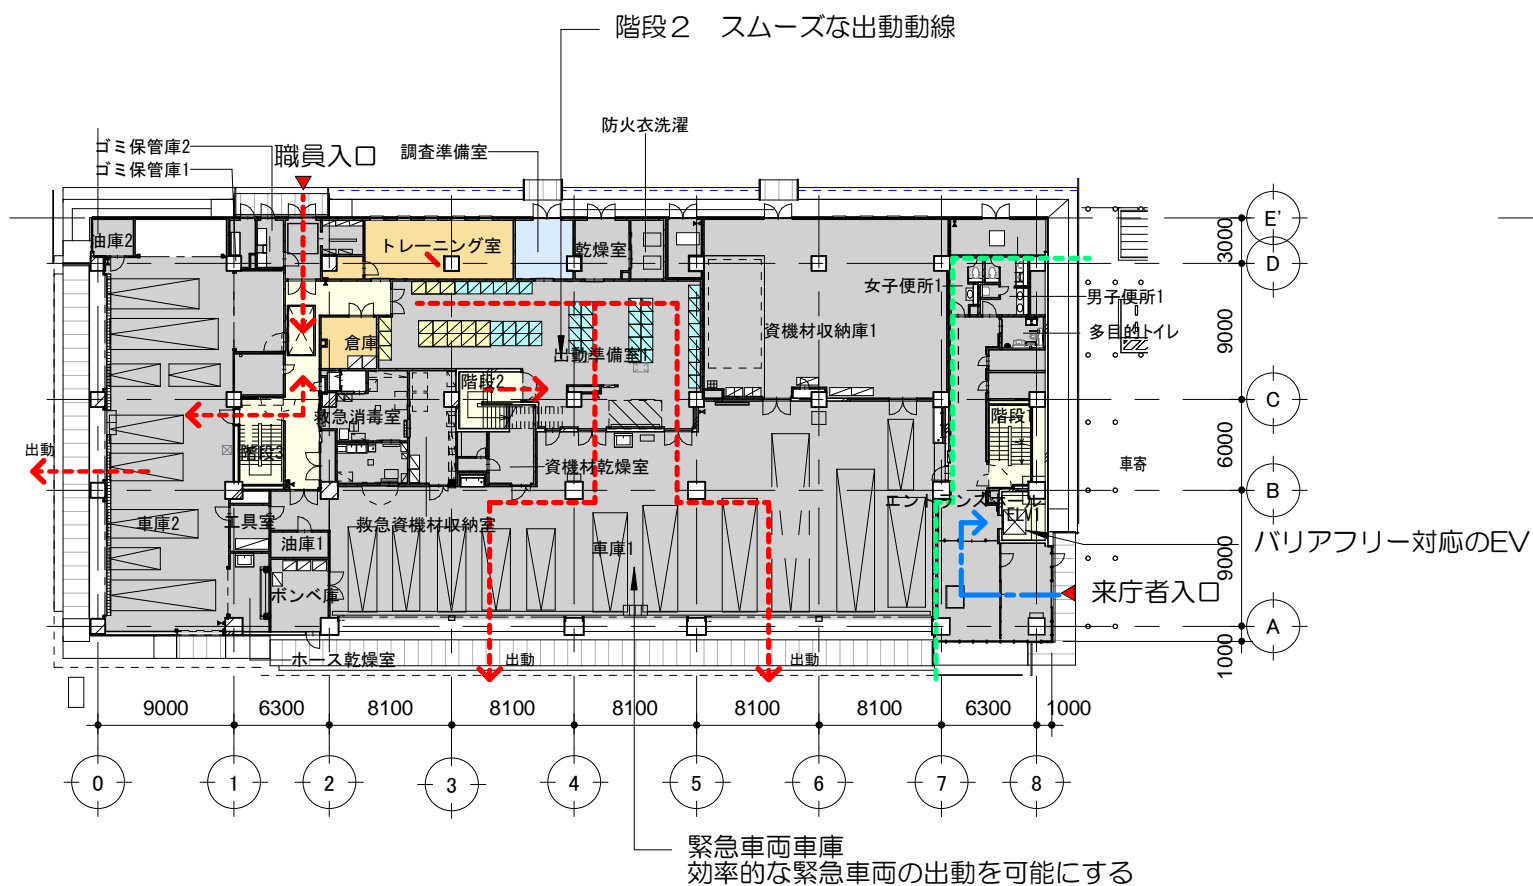 階段2　スムーズな出動動線
防火衣洗濯
ゴミ保管庫2
職員入口
調査準備室
ゴミ保管庫1
油庫2
トレーニング室
乾燥室
E'
3000
D
女子便所1
男子便所1
多目的トイレ
倉庫
出動準備室1
資機材収納庫1
9000
階段2
C
救急消毒室
階段1
出動
階段3
資機材乾燥室
6000
車寄
B
車庫2
工具室
救急資機材収納室
エントランスホール
ELV1
油庫1
車庫1
バリアフリー対応のEV
9000
ボンベ庫
来庁者入口
A
ホース乾燥室
出動
出動
1000
9000
6300
8100
8100
8100
8100
8100
6300
1000
0
1
2
3
4
5
6
7
8
緊急車両車庫
効率的な緊急車両の出動を可能にする